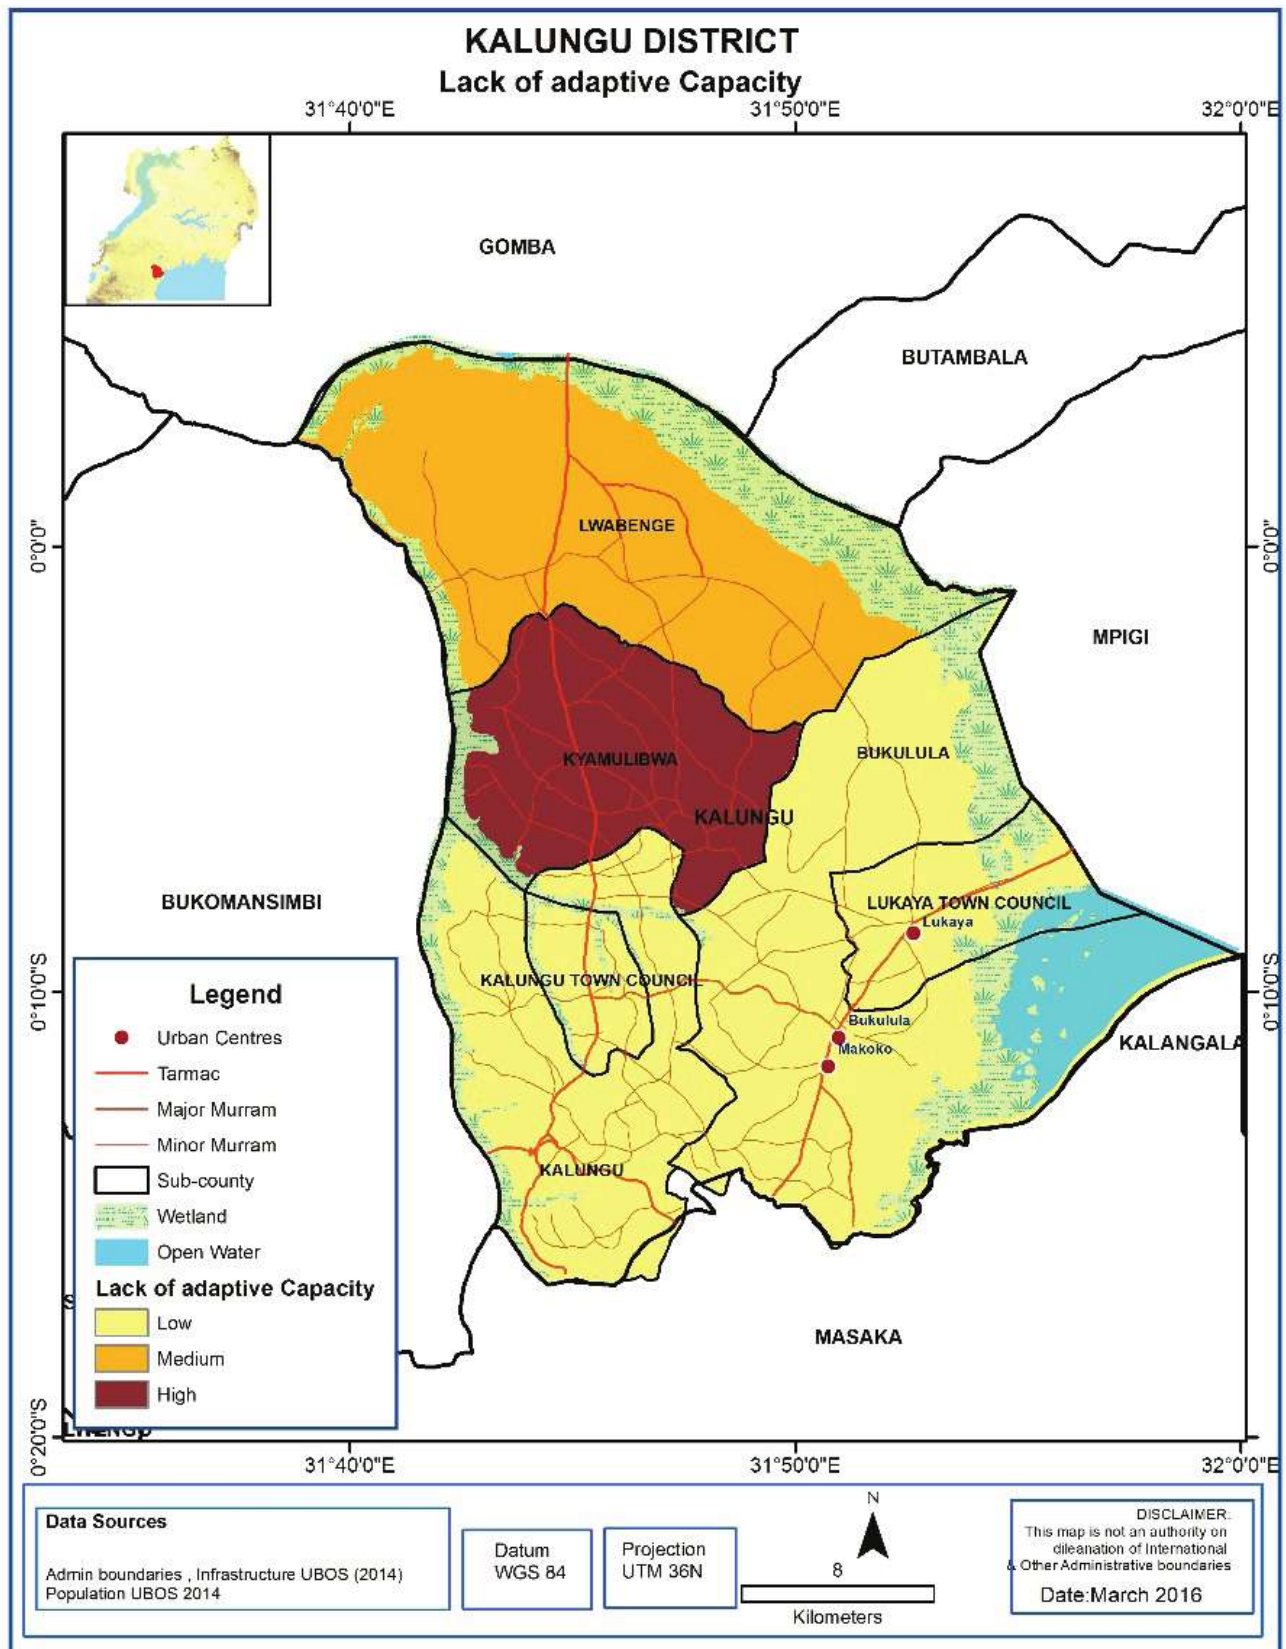 KALUNGU DISTRICT
Lack of adaptive Capacity
31°40'0"E
31°50'0"E
32°0'0"E
GOMBA
BUTAMBALA
LWABENGE
0°0'0"
0°0'0"
MPIGI
KYAMULIBWA
BUKULULA
KALUNGU
BUKOMANSIMBI
LUKAYA TOWN COUNCIL
Lukaya
KALUNGU TOWN COUNCIL
0°10'0"S
0°10'0"S
Bukulula
Makoko
KALANGALA
KALUNGU
MASAKA
Legend
Urban Centres
Tarmac
Major Murram
Minor Murram
Sub-county
Wetland
Open Water
Lack of adaptive Capacity
Low
Medium
High
0°20'0"S
31°40'0"E
31°50'0"E
32°0'0"E
Data Sources
Admin boundaries , Infrastructure UBOS (2014)
Population UBOS 2014
Datum
WGS 84
Projection
UTM 36N
N
8
Kilometers
DISCLAIMER:
This map is not an authority on
dileanation of International
& Other Administrative boundaries
Date:March 2016